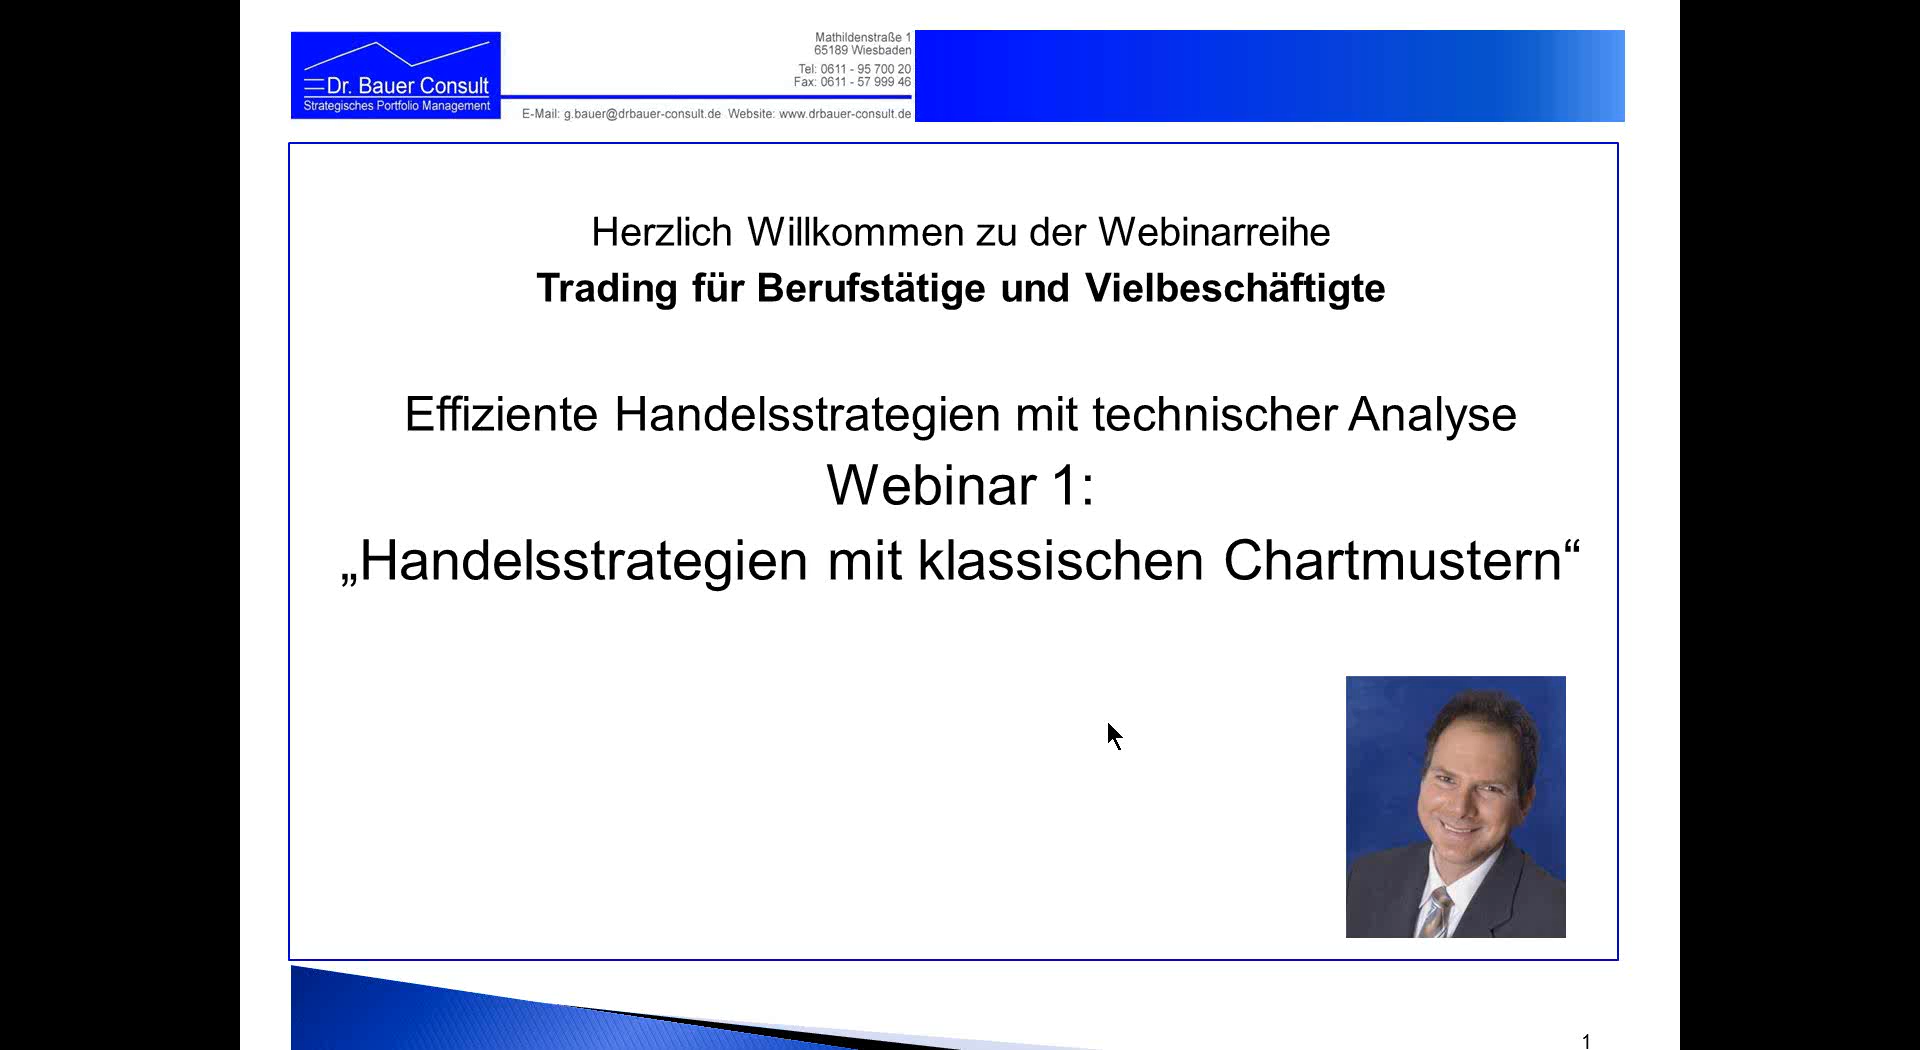 Dr. Bauer Consult
Strategisches Portfolio Management
Mathildenstraße 1
65189 Wiesbaden
Tel: 0611 - 95 700 20
Fax: 0611 - 57 999 46
E-Mail: g.bauer@drbauer-consult.de Website: www.drbauer-consult.de
Herzlich Willkommen zu der Webinarreihe
Trading für Berufstätige und Vielbeschäftigte
Effiziente Handelsstrategien mit technischer Analyse
Webinar 1:
„Handelsstrategien mit klassischen Chartmustern“
1